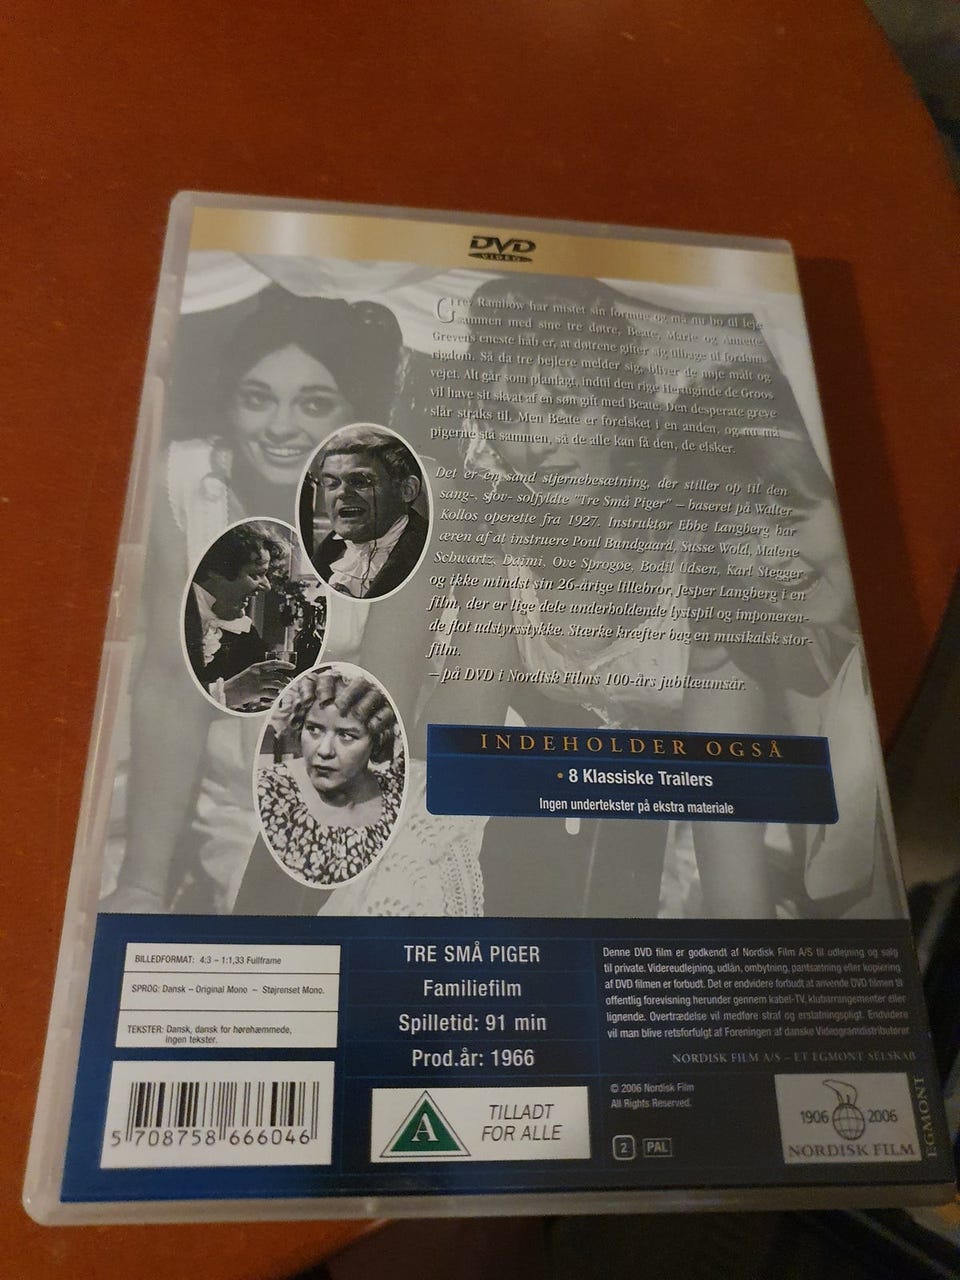 DVD
VIDEO
Grev Rambow har mistet sin formue og må nu bo til leje
sammen med sine tre døtre, Beate, Marie og Annette.
Grevens eneste håb er, at døtrene gifter sig tilbage til fordums
rigdom. Så da tre bejlere melder sig, bliver de nøje målt og
vejet. Alt går som planlagt, indtil den rige Hertuginde de Groos
vil have sit skvat af en søn gift med Beate. Den desperate greve
slår straks til. Men Beate er forelsket i en anden, og nu må
pigerne stå sammen, så de alle kan få den, de elsker.
Det er en sand stjernebesætning, der stiller op til den
sang-, sjov- solfyldte "Tre Små Piger" – baseret på Walter
Kollos operette fra 1927. Instruktør Ebbe Langberg har
æren af at instruere Poul Bundgaard, Susse Wold, Malene
Schwartz, Daimi, Ove Sprogøe, Bodil Udsen, Karl Stegger
og ikke mindst sin 26-årige lillebror, Jesper Langberg i en
film, der er lige dele underholdende lystspil og imponeren-
de flot udstyrsstykke. Stærke kræfter bag en musikalsk stor-
film.
– på DVD i Nordisk Films 100-års jubilæumsår.
INDEHOLDER OGSÅ
• 8 Klassiske Trailers
Ingen undertekster på ekstra materiale
BILLEDFORMAT: 4:3 – 1:1,33 Fullframe
SPROG: Dansk – Original Mono – Støjrenset Mono.
TEKSTER: Dansk, dansk for hørehæmmede,
ingen tekster.
5 708758 666046
TRE SMÅ PIGER
Familiefilm
Spilletid: 91 min
Prod.år: 1966
A
TILLADT
FOR ALLE
Denne DVD film er godkendt af Nordisk Film A/S til udlejning og salg
til private. Videreudlejning, udlån, ombytning, pantsætning eller kopiering
af DVD filmen er forbudt. Det er endvidere forbudt at anvende DVD filmen til
offentlig forevisning herunder gennem kabel-TV, klubarrangementer eller
lignende. Overtrædelse vil medføre straf og erstatningspligt. Endvidere
vil man blive retsforfulgt af Foreningen af danske Videogramdistributører
NORDISK FILM A/S – ET EGMONT SELSKAB
© 2006 Nordisk Film
All Rights Reserved.
2 PAL
1906 2006
NORDISK FILM
EGMONT